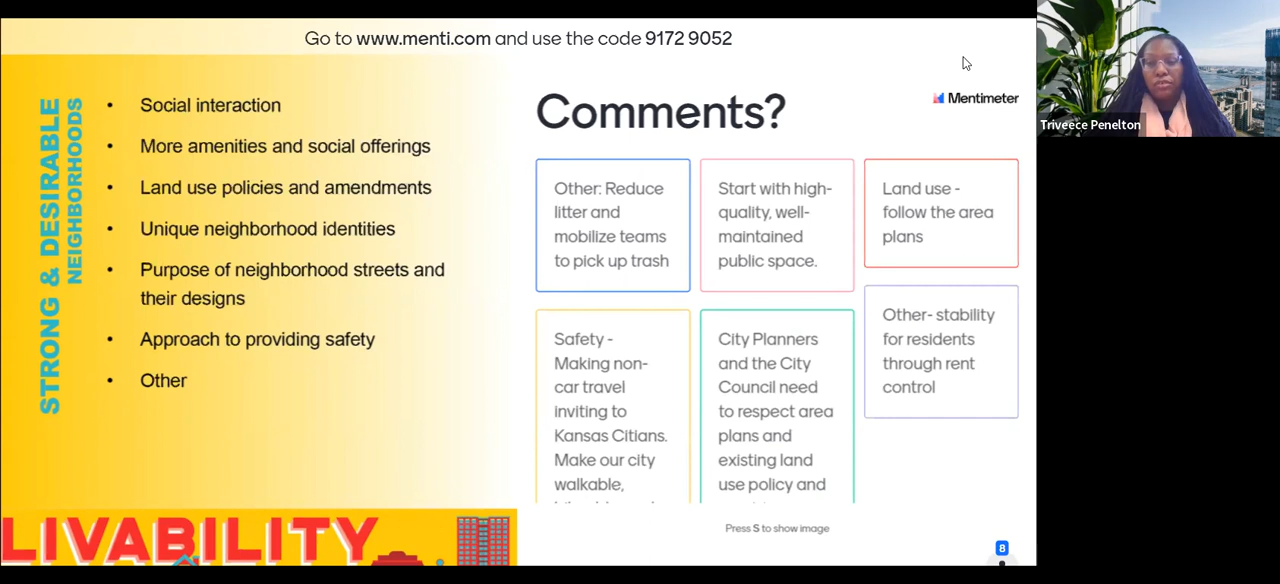 Go to www.menti.com and use the code 9172 9052
STRONG & DESIRABLE
NEIGHBORHOODS
• Social interaction
• More amenities and social offerings
• Land use policies and amendments
• Unique neighborhood identities
• Purpose of neighborhood streets and
their designs
• Approach to providing safety
• Other
LIVABILITY
Comments?
Mentimeter
Other: Reduce
litter and
mobilize teams
to pick up trash
Start with high-
quality, well-
maintained
public space.
Land use -
follow the area
plans
Safety -
Making non-
car travel
inviting to
Kansas Citians.
Make our city
walkable,
City Planners
and the City
Council need
to respect area
plans and
existing land
use policy and
Other- stability
for residents
through rent
control
Press S to show image
8
Triveece Penelton